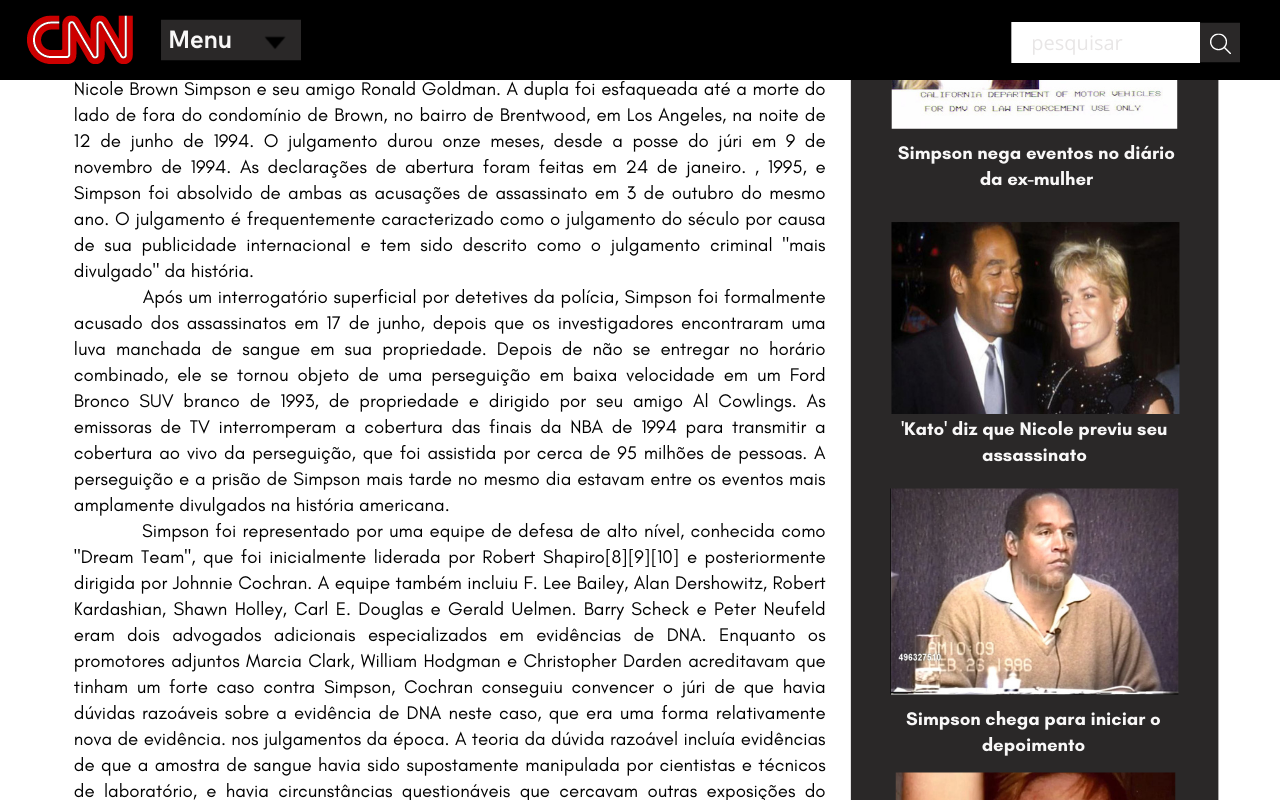 CNN
Menu
pesquisar
Nicole Brown Simpson e seu amigo Ronald Goldman. A dupla foi esfaqueada até a morte do
lado de fora do condomínio de Brown, no bairro de Brentwood, em Los Angeles, na noite de
12 de junho de 1994. O julgamento durou onze meses, desde a posse do júri em 9 de
novembro de 1994. As declarações de abertura foram feitas em 24 de janeiro. , 1995, e
Simpson foi absolvido de ambas as acusações de assassinato em 3 de outubro do mesmo
ano. O julgamento é frequentemente caracterizado como o julgamento do século por causa
de sua publicidade internacional e tem sido descrito como o julgamento criminal "mais
divulgado" da história.
Após um interrogatório superficial por detetives da polícia, Simpson foi formalmente
acusado dos assassinatos em 17 de junho, depois que os investigadores encontraram uma
luva manchada de sangue em sua propriedade. Depois de não se entregar no horário
combinado, ele se tornou objeto de uma perseguição em baixa velocidade em um Ford
Bronco SUV branco de 1993, de propriedade e dirigido por seu amigo Al Cowlings. As
emissoras de TV interromperam a cobertura das finais da NBA de 1994 para transmitir a
cobertura ao vivo da perseguição, que foi assistida por cerca de 95 milhões de pessoas. A
perseguição e a prisão de Simpson mais tarde no mesmo dia estavam entre os eventos mais
amplamente divulgados na história americana.
Simpson foi representado por uma equipe de defesa de alto nível, conhecida como
"Dream Team", que foi inicialmente liderada por Robert Shapiro[8][9][10] e posteriormente
dirigida por Johnnie Cochran. A equipe também incluiu F. Lee Bailey, Alan Dershowitz, Robert
Kardashian, Shawn Holley, Carl E. Douglas e Gerald Uelmen. Barry Scheck e Peter Neufeld
eram dois advogados adicionais especializados em evidências de DNA. Enquanto os
promotores adjuntos Marcia Clark, William Hodgman e Christopher Darden acreditavam que
tinham um forte caso contra Simpson, Cochran conseguiu convencer o júri de que havia
dúvidas razoáveis sobre a evidência de DNA neste caso, que era uma forma relativamente
nova de evidência. nos julgamentos da época. A teoria da dúvida razoável incluía evidências
de que a amostra de sangue havia sido supostamente manipulada por cientistas e técnicos
de laboratório, e havia circunstâncias questionáveis que cercavam outras exposições do
CALIFORNIA DEPARTMENT OF MOTOR VEHICLES
FOR DMV OR LAW ENFORCEMENT USE ONLY
Simpson nega eventos no diário
da ex-mulher
'Kato' diz que Nicole previu seu
assassinato
AM10:09
496327510
FEB.26,1996
Simpson chega para iniciar o
depoimento